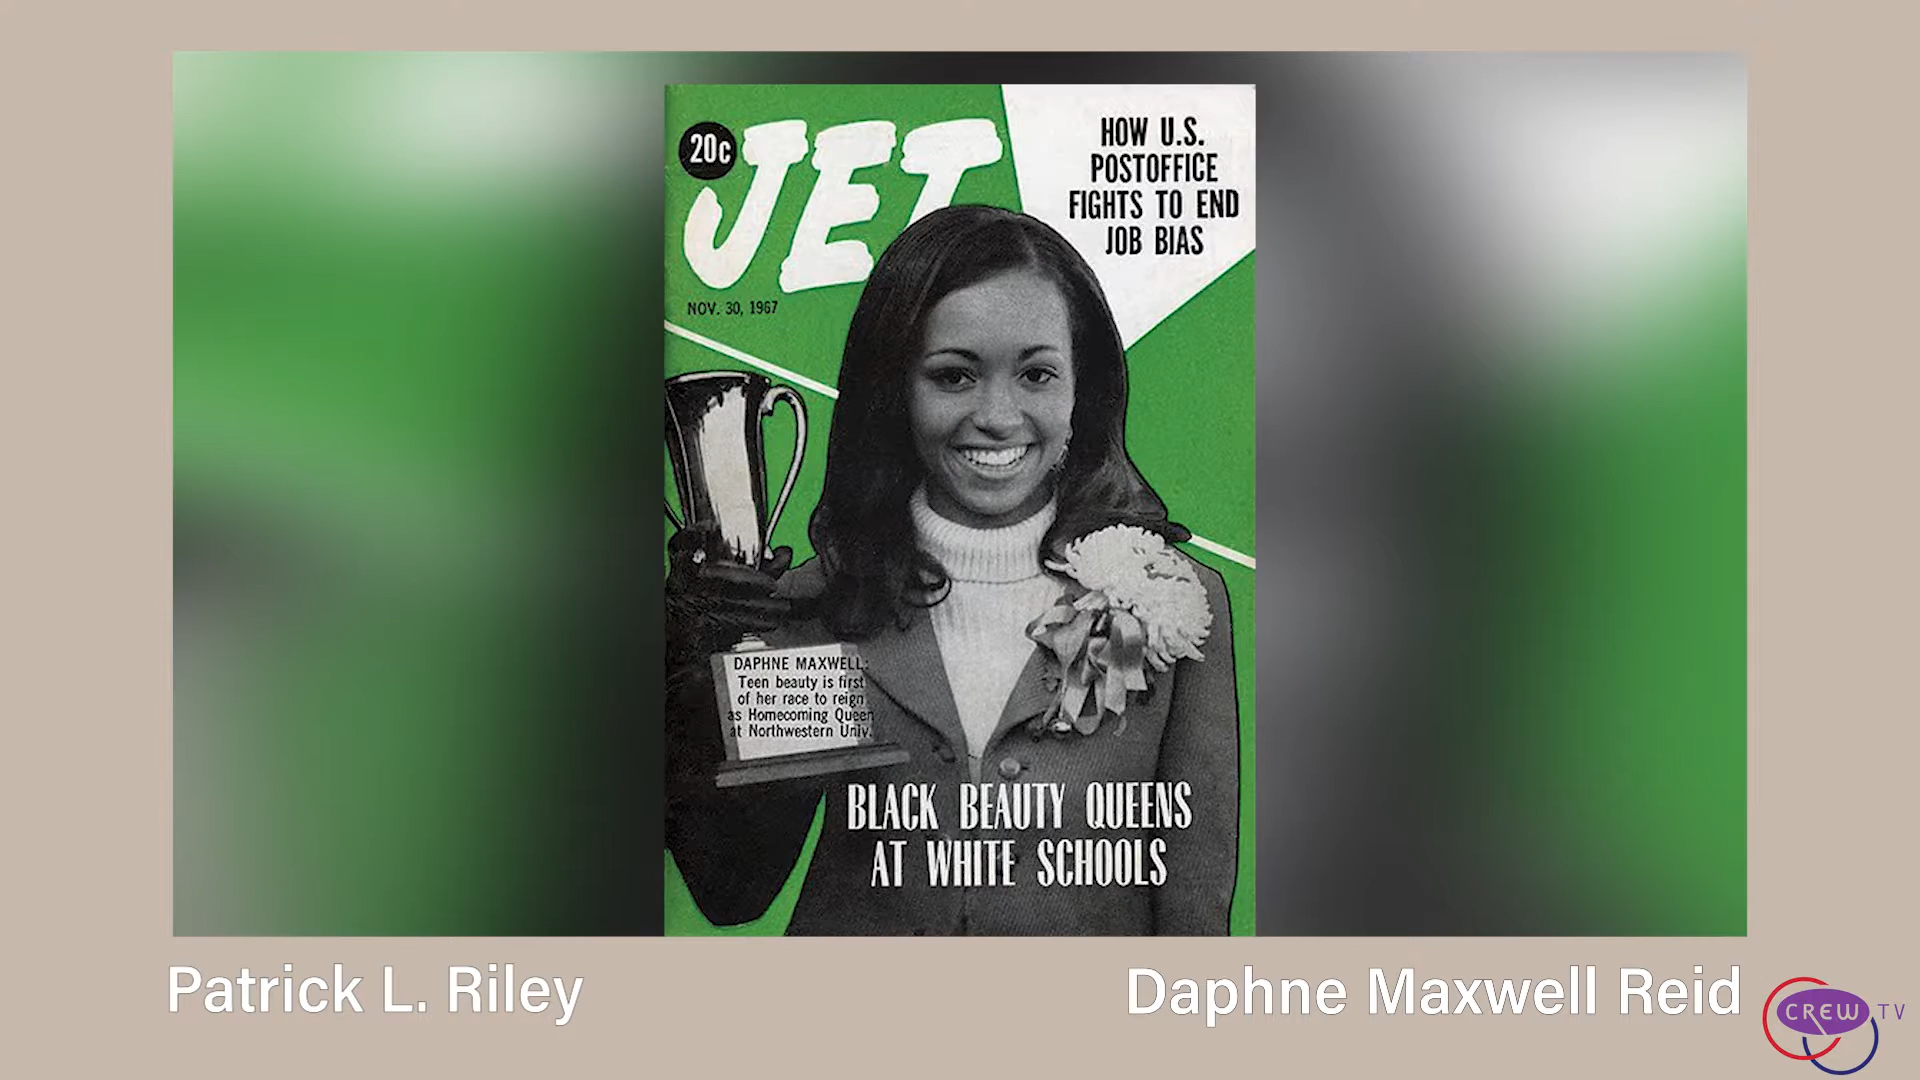 20c
JET
NOV. 30, 1967
HOW U.S.
POSTOFFICE
FIGHTS TO END
JOB BIAS
DAPHNE MAXWELL:
Teen beauty is first
of her race to reign
as Homecoming Queen
at Northwestern Univ.
BLACK BEAUTY QUEENS
AT WHITE SCHOOLS
Patrick L. Riley
Daphne Maxwell Reid
CREW TV